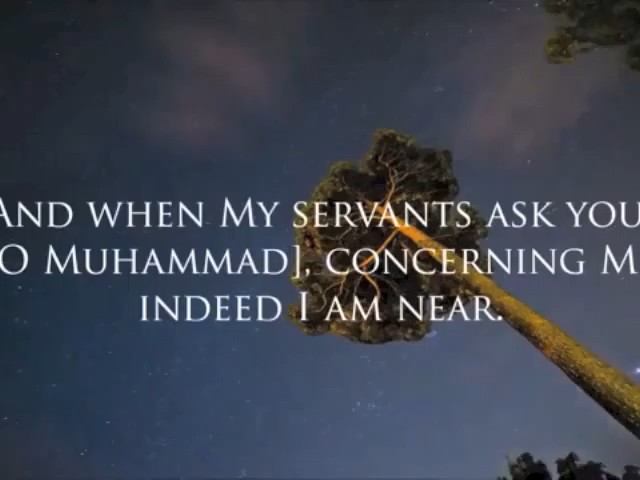 And when My servants ask you
O Muhammad], concerning M
indeed I am near.